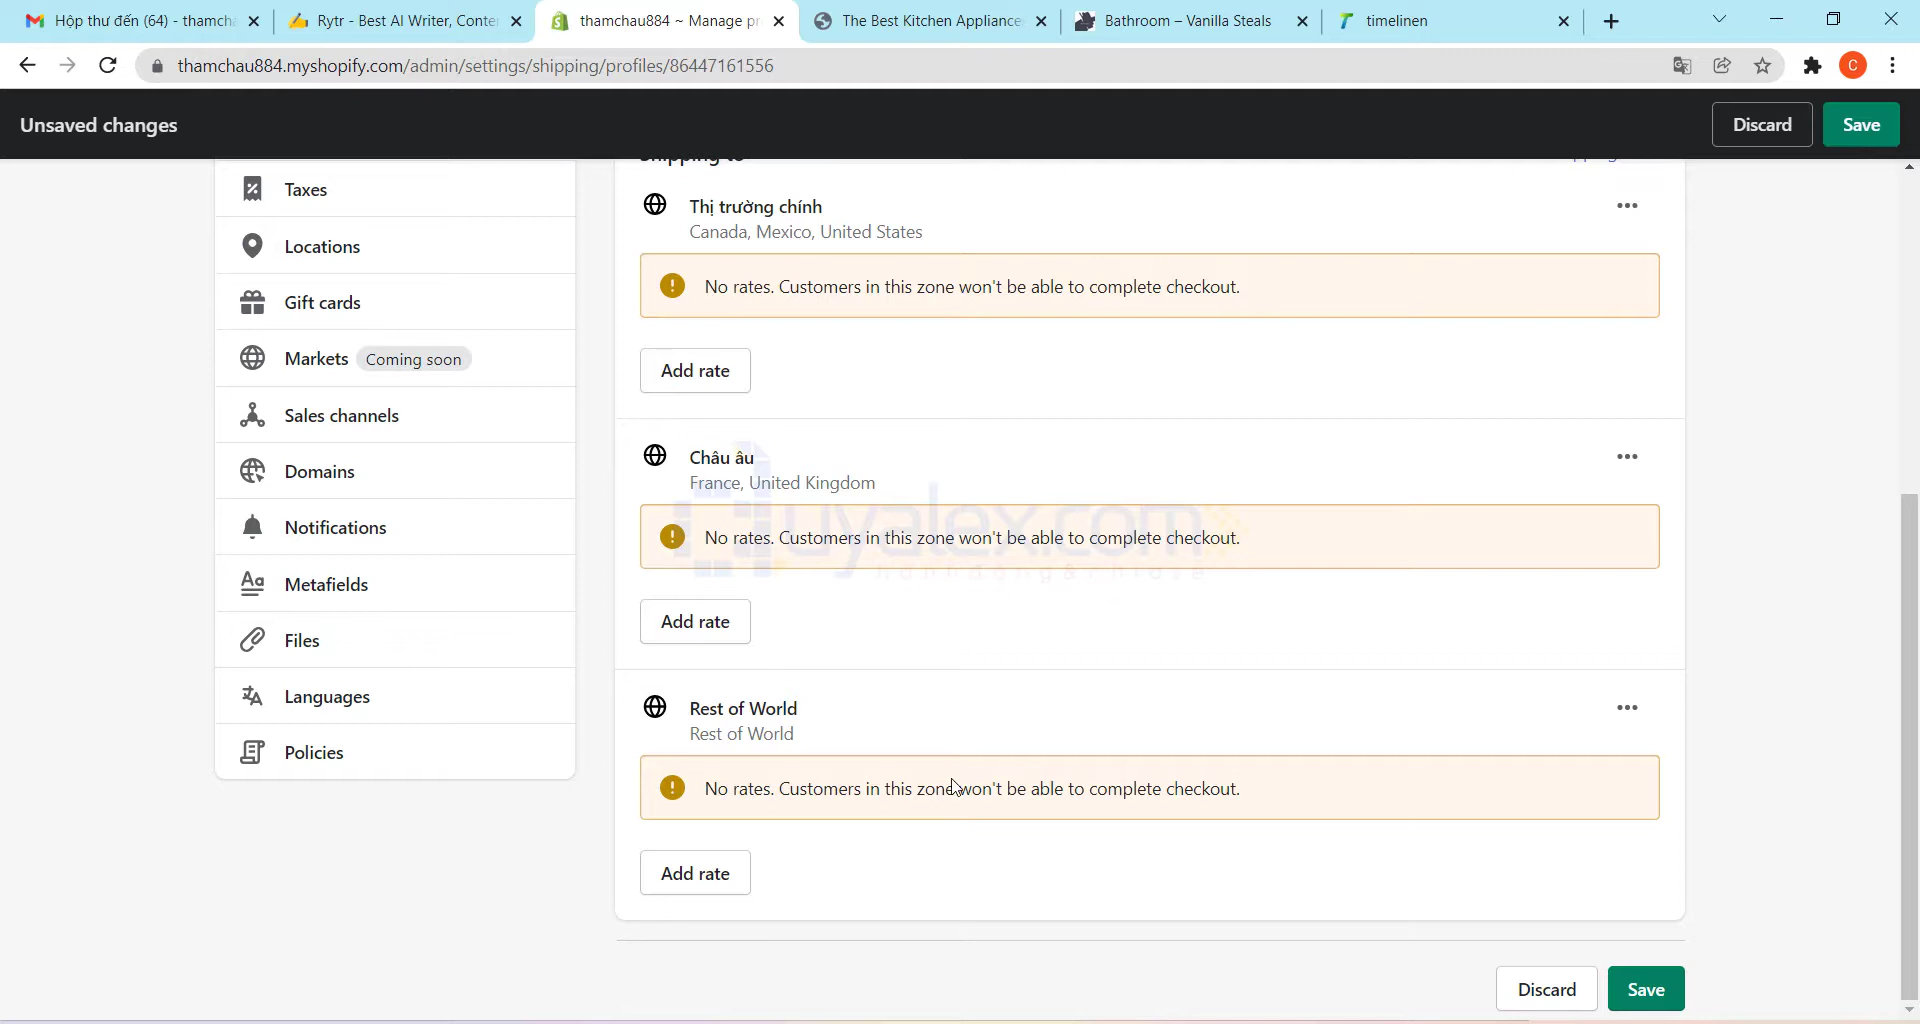 Hộp thư đến (64) - thamch
Rytr - Best AI Writer, Conte
thamchau884 ~ Manage pr
The Best Kitchen Appliance
Bathroom – Vanilla Steals
timelinen
thamchau884.myshopify.com/admin/settings/shipping/profiles/86447161556
C
Unsaved changes
Discard
Save
Taxes
Locations
Gift cards
Markets Coming soon
Sales channels
Domains
Notifications
Metafields
Files
Languages
Policies
Shipping to
Thị trường chính
Canada, Mexico, United States
No rates. Customers in this zone won't be able to complete checkout.
Add rate
Châu âu
France, United Kingdom
No rates. Customers in this zone won't be able to complete checkout.
Add rate
Rest of World
Rest of World
No rates. Customers in this zone won't be able to complete checkout.
Add rate
Discard
Save
uyalex.com